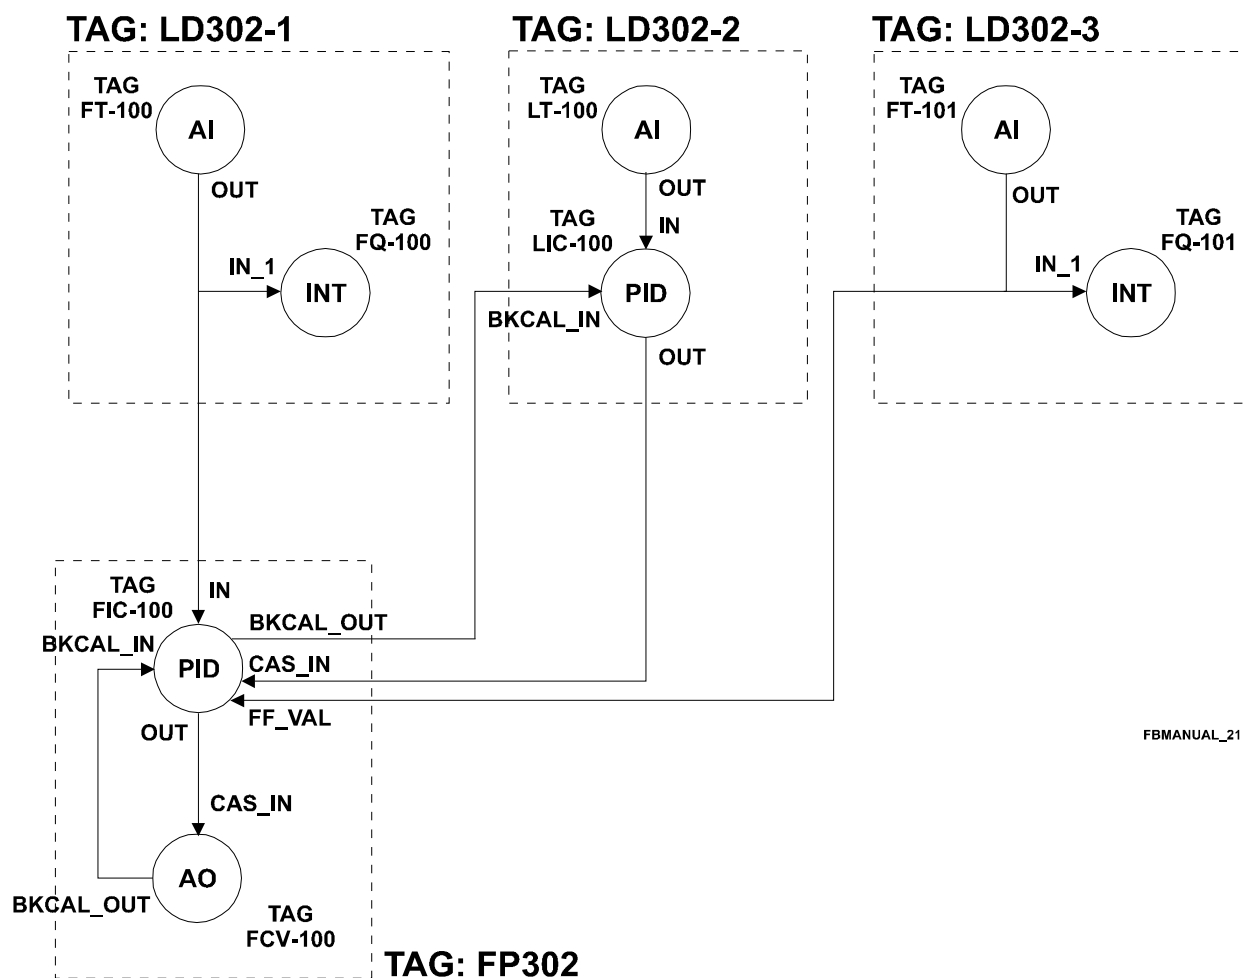 TAG: LD302-1
TAG: LD302-2
TAG: LD302-3
TAG
FT-100
AI
OUT
TAG
FQ-100
IN_1
INT
TAG
LT-100
AI
OUT
TAG
LIC-100
IN
PID
BKCAL_IN
OUT
TAG
FT-101
AI
OUT
TAG
FQ-101
IN_1
INT
TAG
FIC-100
IN
BKCAL_IN
BKCAL_OUT
PID
CAS_IN
FF_VAL
OUT
FBMANUAL_21
CAS_IN
AO
BKCAL_OUT
TAG
FCV-100
TAG: FP302